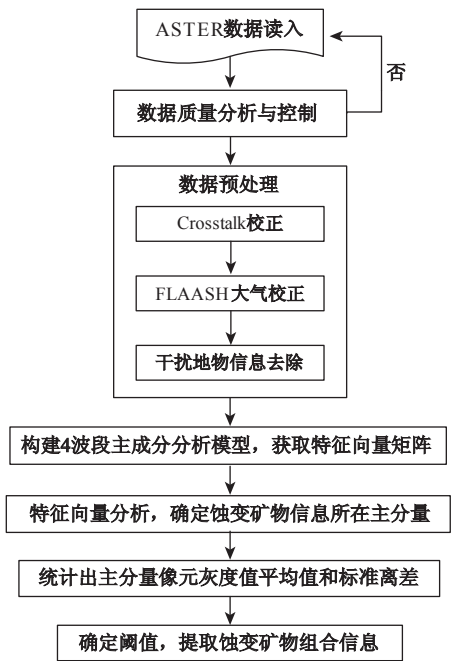 ASTER数据读入
否
数据质量分析与控制
数据预处理
Crosstalk校正
FLAASH大气校正
干扰地物信息去除
构建4波段主成分分析模型，获取特征向量矩阵
特征向量分析，确定蚀变矿物信息所在主分量
统计出主分量像元灰度值平均值和标准离差
确定阈值，提取蚀变矿物组合信息